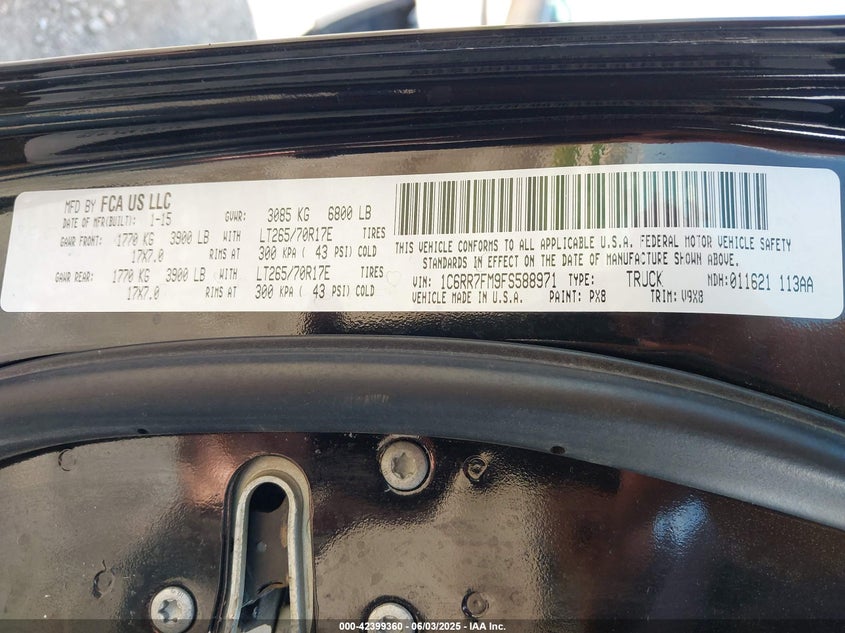 MFD BY FCA US LLC
DATE OF MFR(BUILT): 1-15 GVWR: 3085 KG 6800 LB
GAWR FRONT: 1770 KG 3900 LB WITH LT265/70R17E TIRES
17X7.0 RIMS AT 300 KPA ( 43 PSI) COLD
GAWR REAR: 1770 KG 3900 LB WITH LT265/70R17E TIRES
17X7.0 RIMS AT 300 KPA ( 43 PSI) COLD
THIS VEHICLE CONFORMS TO ALL APPLICABLE U.S.A. FEDERAL MOTOR VEHICLE SAFETY
STANDARDS IN EFFECT ON THE DATE OF MANUFACTURE SHOWN ABOVE.
VIN: 1C6RR7FM9FS588971 TYPE: TRUCK MDH: 011621 113AA
VEHICLE MADE IN U.S.A. PAINT: PX8 TRIM: V9X8
000-42399360 - 06/03/2025 - IAA Inc.